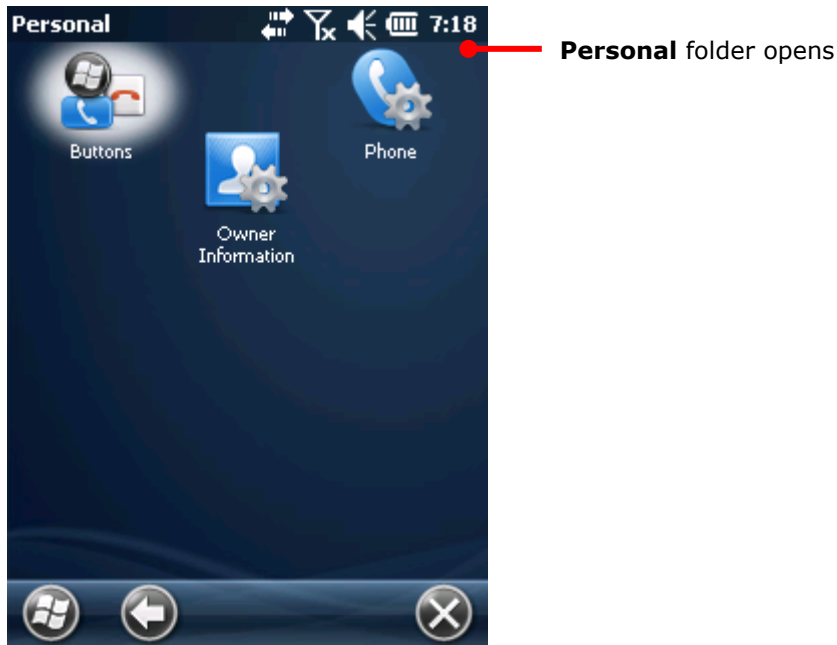 Personal 7:18
Personal folder opens
Buttons
Phone
Owner
Information